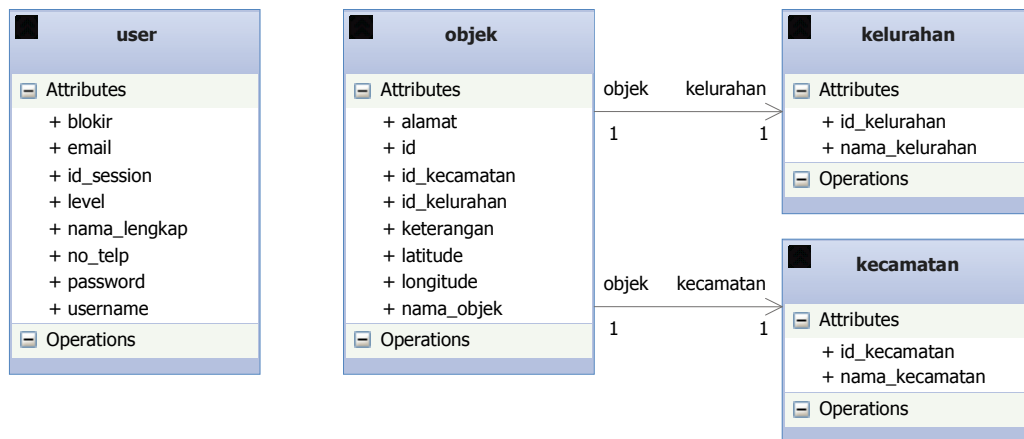 user
Attributes
+ blokir
+ email
+ id_session
+ level
+ nama_lengkap
+ no_telp
+ password
+ username
Operations
objek
Attributes
+ alamat
+ id
+ id_kecamatan
+ id_kelurahan
+ keterangan
+ latitude
+ longitude
+ nama_objek
Operations
objek kelurahan
1 1
objek kecamatan
1 1
kelurahan
Attributes
+ id_kelurahan
+ nama_kelurahan
Operations
kecamatan
Attributes
+ id_kecamatan
+ nama_kecamatan
Operations